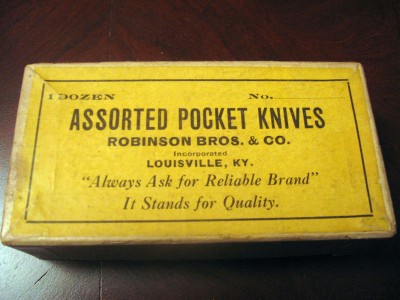 1 DOZEN No.
ASSORTED POCKET KNIVES
ROBINSON BROS. & CO.
Incorporated
LOUISVILLE, KY.
"Always Ask for Reliable Brand"
It Stands for Quality.